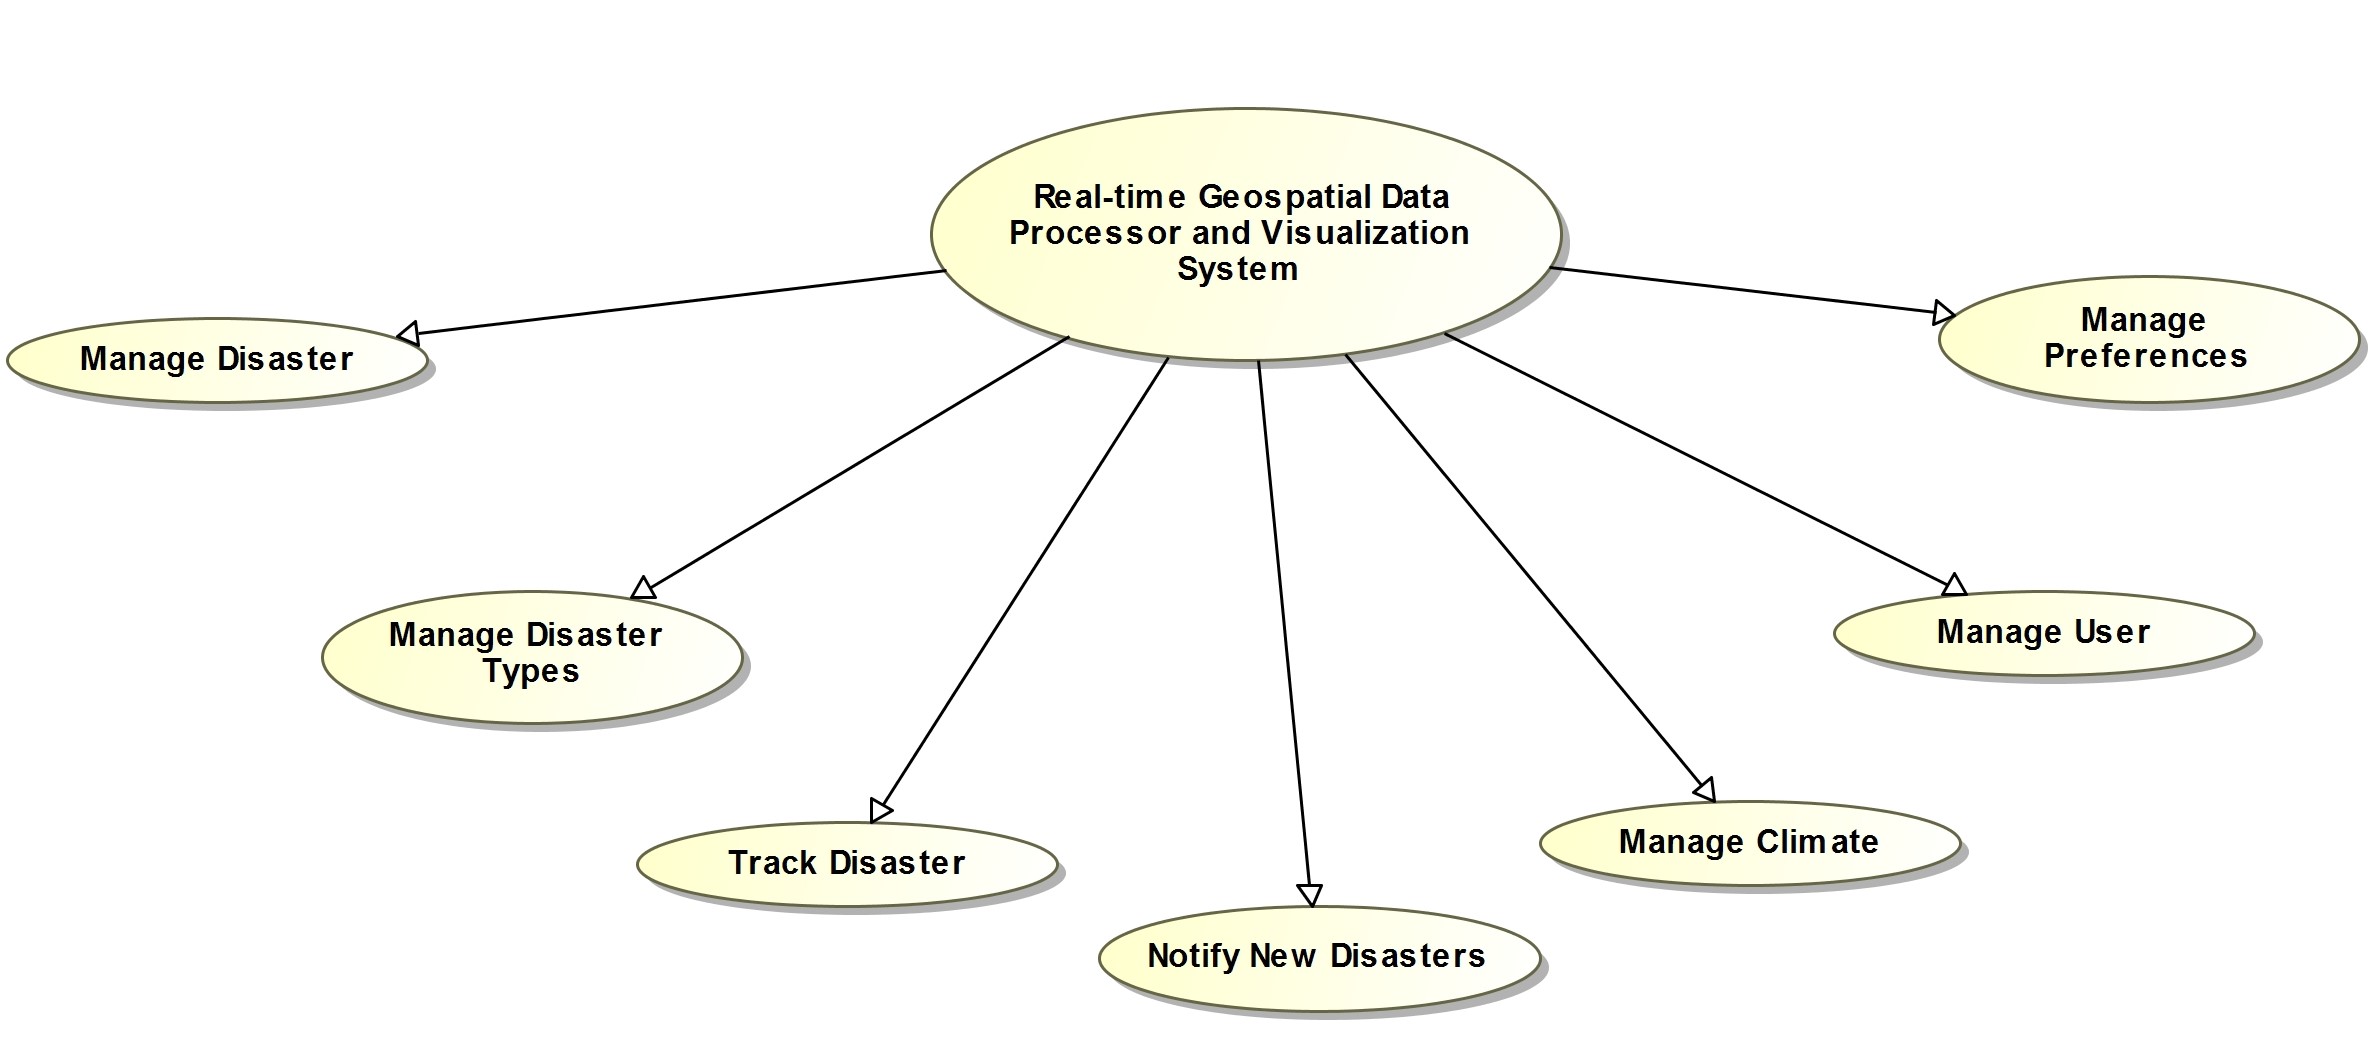 Real-time Geospatial Data
Processor and Visualization
System
Manage Disaster
Manage
Preferences
Manage Disaster
Types
Manage User
Track Disaster
Manage Climate
Notify New Disasters